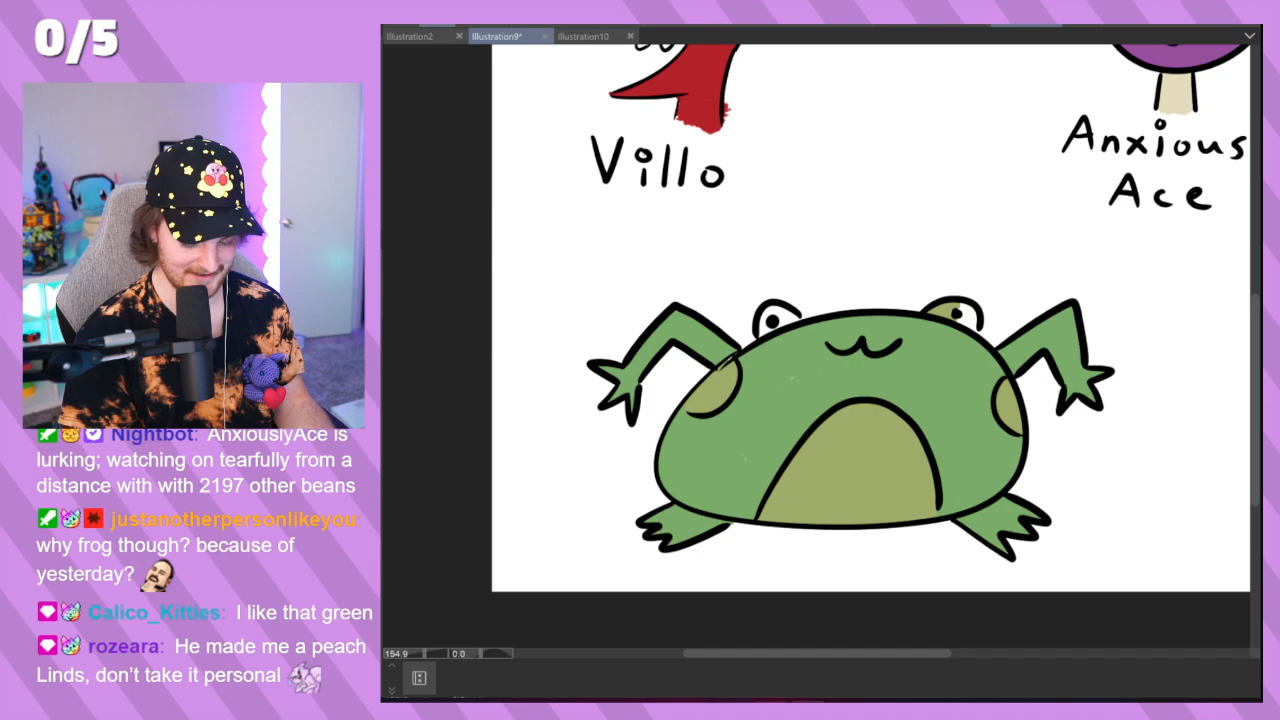 0/5
Illustration2
Illustration9*
Illustration10
Villo
Anxious
Ace
Nightbot: AnxiouslyAce is
lurking; watching on tearfully from a
distance with with 2197 other beans
justanotherpersonlikeyou:
why frog though? because of
yesterday?
Calico_Kitties: I like that green
rozeara: He made me a peach
Linds, don't take it personal
154.9
0.0